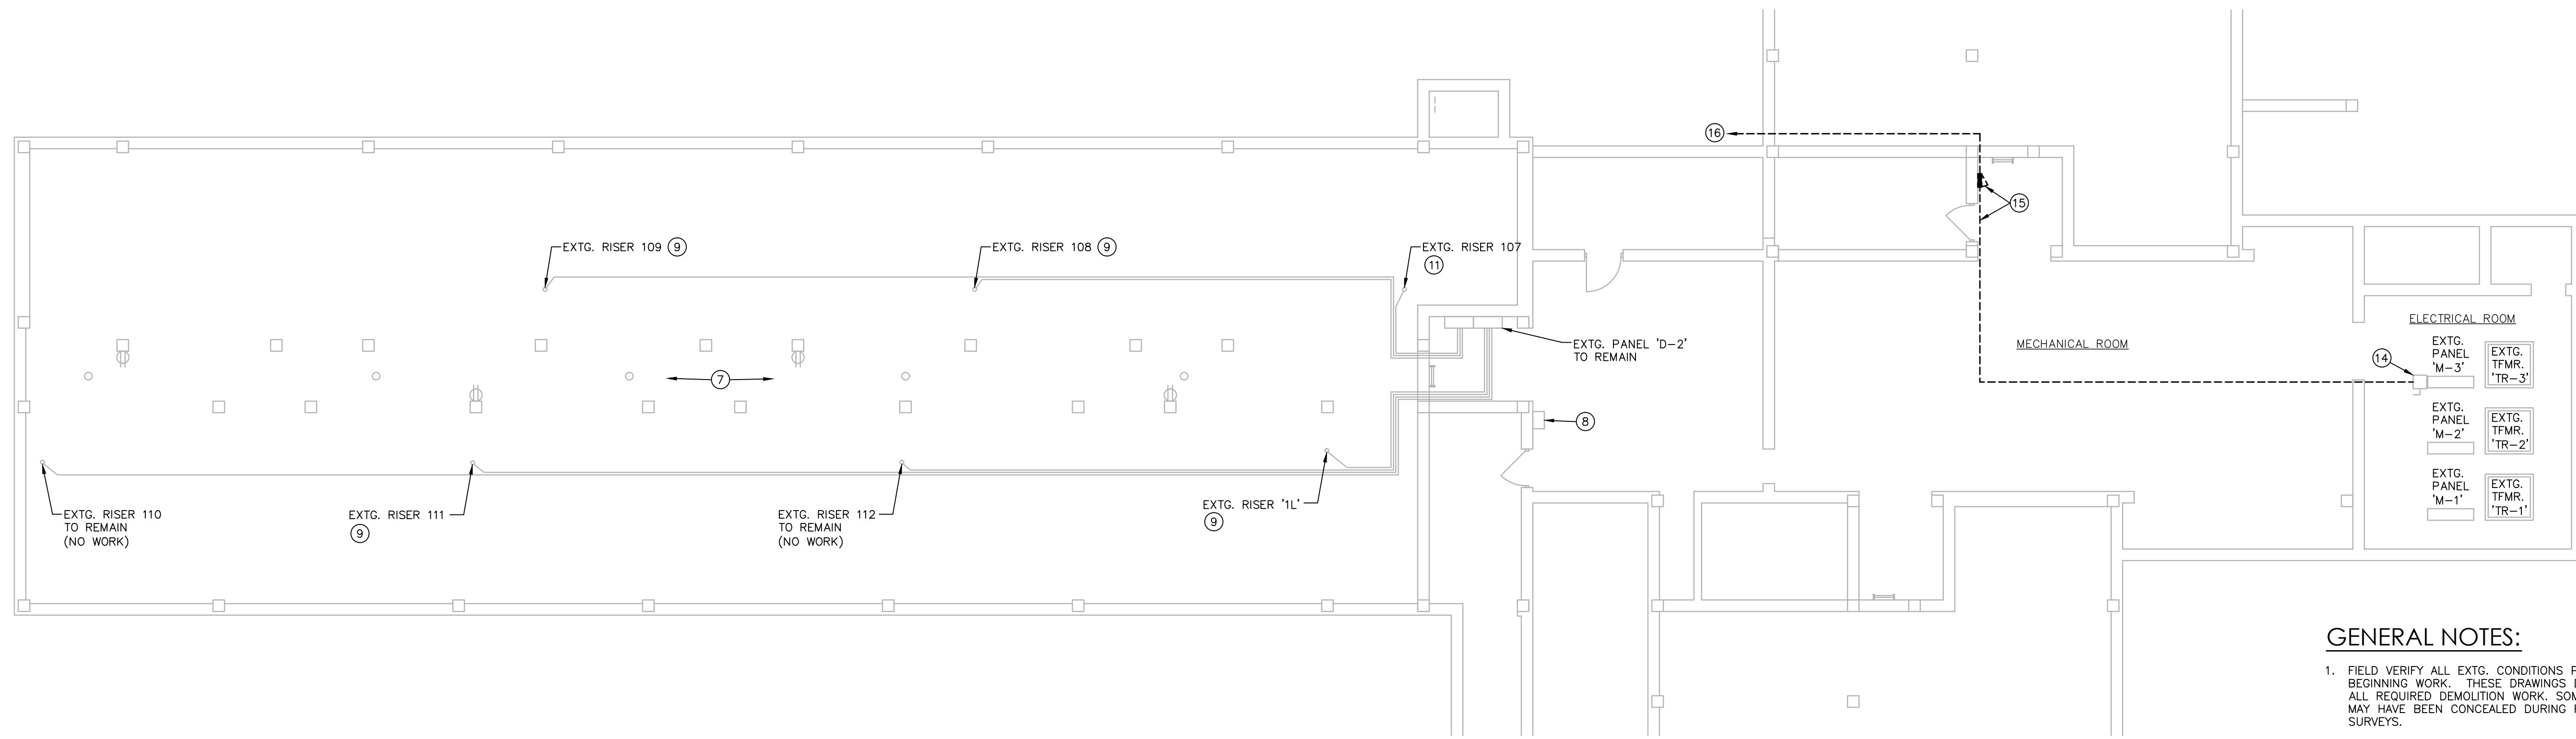 16
15
EXTG. RISER 109 9
EXTG. RISER 108 9
EXTG. RISER 107
11
EXTG. PANEL 'D-2'
TO REMAIN
7
8
EXTG. RISER 110
TO REMAIN
(NO WORK)
EXTG. RISER 111
9
EXTG. RISER 112
TO REMAIN
(NO WORK)
EXTG. RISER '1L'
9
MECHANICAL ROOM
ELECTRICAL ROOM
14
EXTG.
PANEL
'M-3'
EXTG.
TFMR.
'TR-3'
EXTG.
PANEL
'M-2'
EXTG.
TFMR.
'TR-2'
EXTG.
PANEL
'M-1'
EXTG.
TFMR.
'TR-1'
GENERAL NOTES:
1. FIELD VERIFY ALL EXTG. CONDITIONS
BEGINNING WORK. THESE DRAWINGS
ALL REQUIRED DEMOLITION WORK.
MAY HAVE BEEN CONCEALED DURING
SURVEYS.